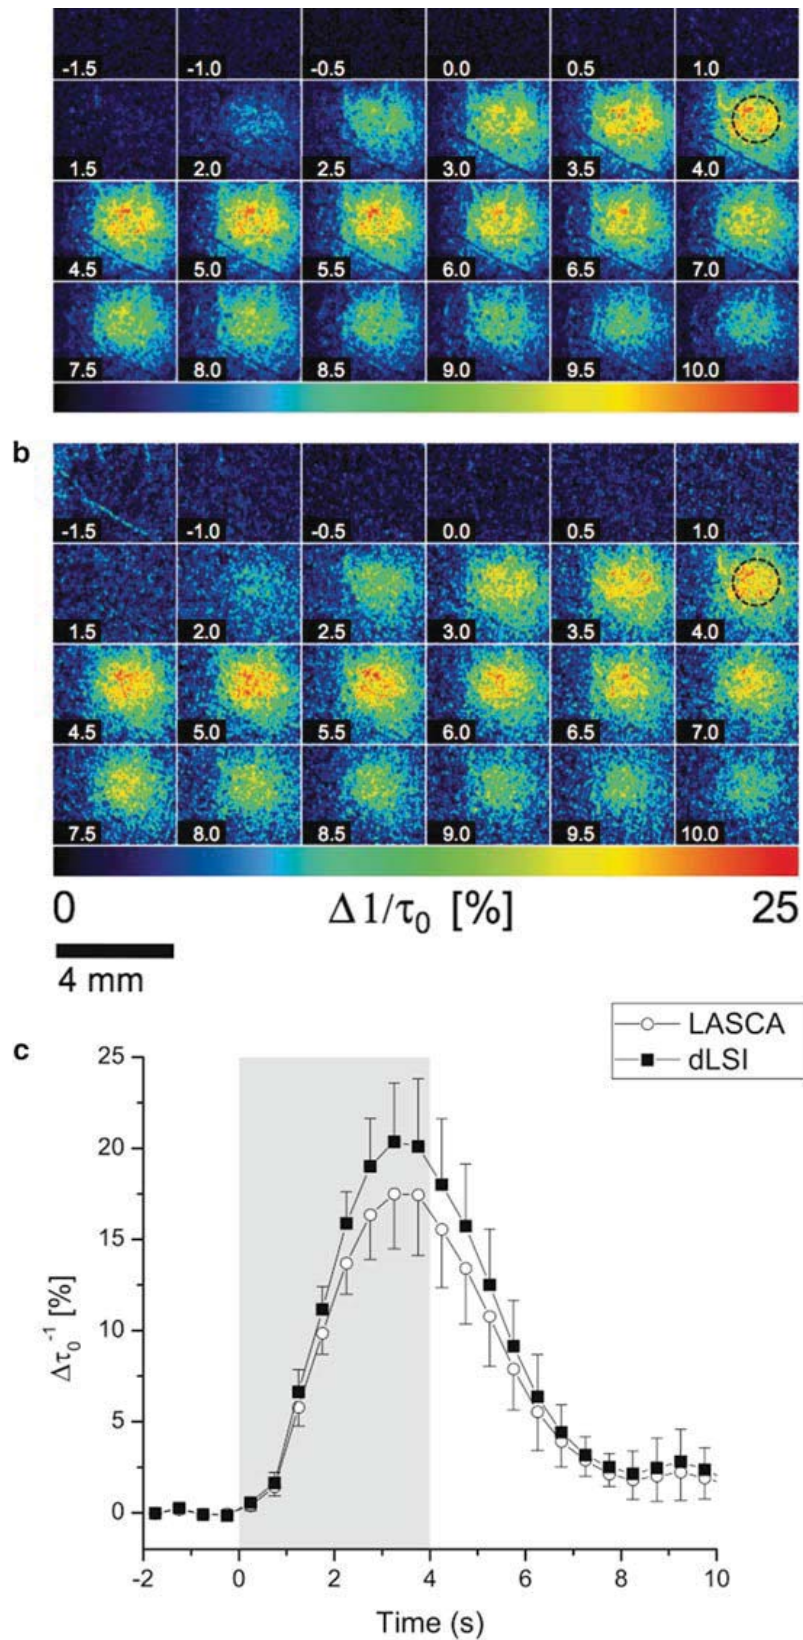 -1.5 -1.0 -0.5 0.0 0.5 1.0
1.5 2.0 2.5 3.0 3.5 4.0
4.5 5.0 5.5 6.0 6.5 7.0
7.5 8.0 8.5 9.0 9.5 10.0
b
-1.5 -1.0 -0.5 0.0 0.5 1.0
1.5 2.0 2.5 3.0 3.5 4.0
4.5 5.0 5.5 6.0 6.5 7.0
7.5 8.0 8.5 9.0 9.5 10.0
0 Δ1/τ₀ [%] 25
4 mm
LASCA
dLSI
c
25
20
15
10
5
0
Δτ₀⁻¹ [%]
-2 0 2 4 6 8 10
Time (s)